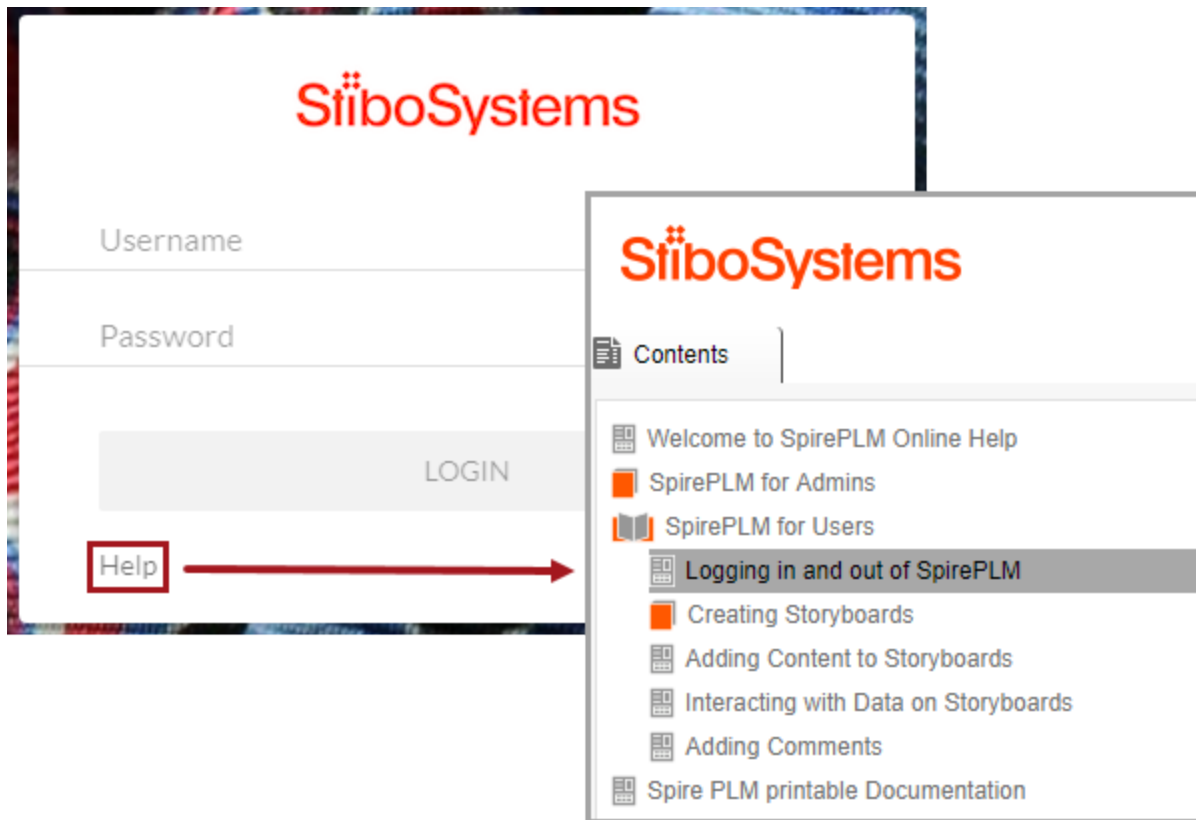 StiboSystems
Username
Password
LOGIN
Help
StiboSystems
Contents
Welcome to SpirePLM Online Help
SpirePLM for Admins
SpirePLM for Users
Logging in and out of SpirePLM
Creating Storyboards
Adding Content to Storyboards
Interacting with Data on Storyboards
Adding Comments
Spire PLM printable Documentation